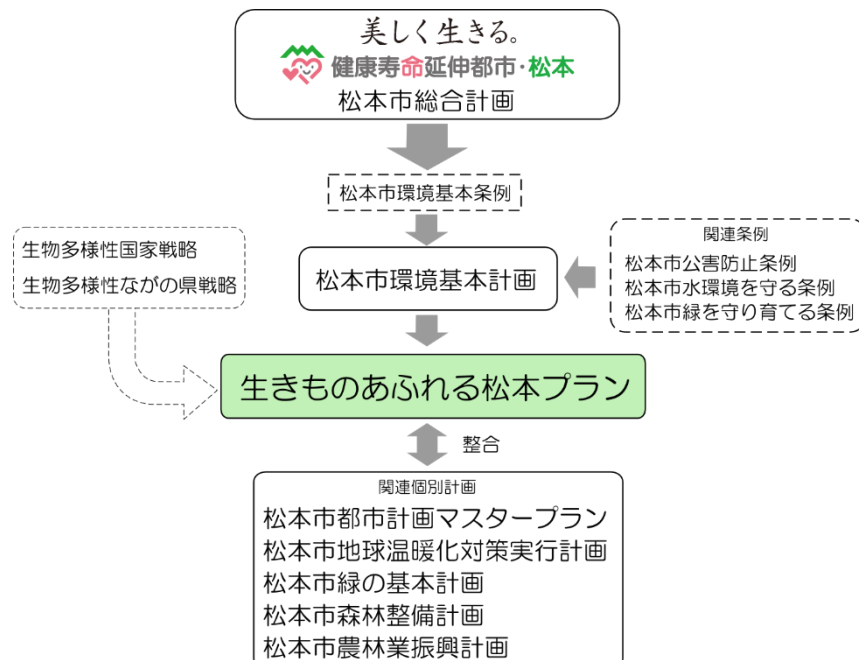 美しく生きる。
健康寿命延伸都市・松本
松本市総合計画
松本市環境基本条例
生物多様性国家戦略
生物多様性ながの県戦略
松本市環境基本計画
関連条例
松本市公害防止条例
松本市水環境を守る条例
松本市緑を守り育てる条例
生きものあふれる松本プラン
整合
関連個別計画
松本市都市計画マスタープラン
松本市地球温暖化対策実行計画
松本市緑の基本計画
松本市森林整備計画
松本市農林業振興計画